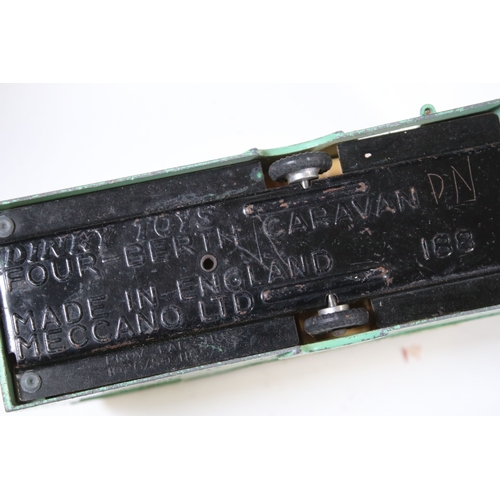 DINKY TOYS
FOUR-BERTH CARAVAN
188
MADE IN ENGLAND
MECCANO LTD